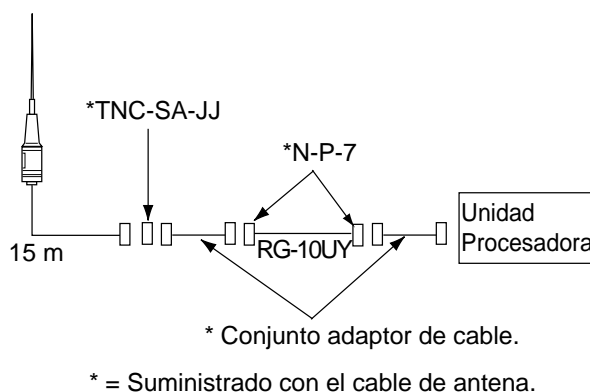 *TNC-SA-JJ
*N-P-7
15 m
RG-10UY
Unidad
Procesadora
* Conjunto adaptor de cable.
* = Suministrado con el cable de antena.